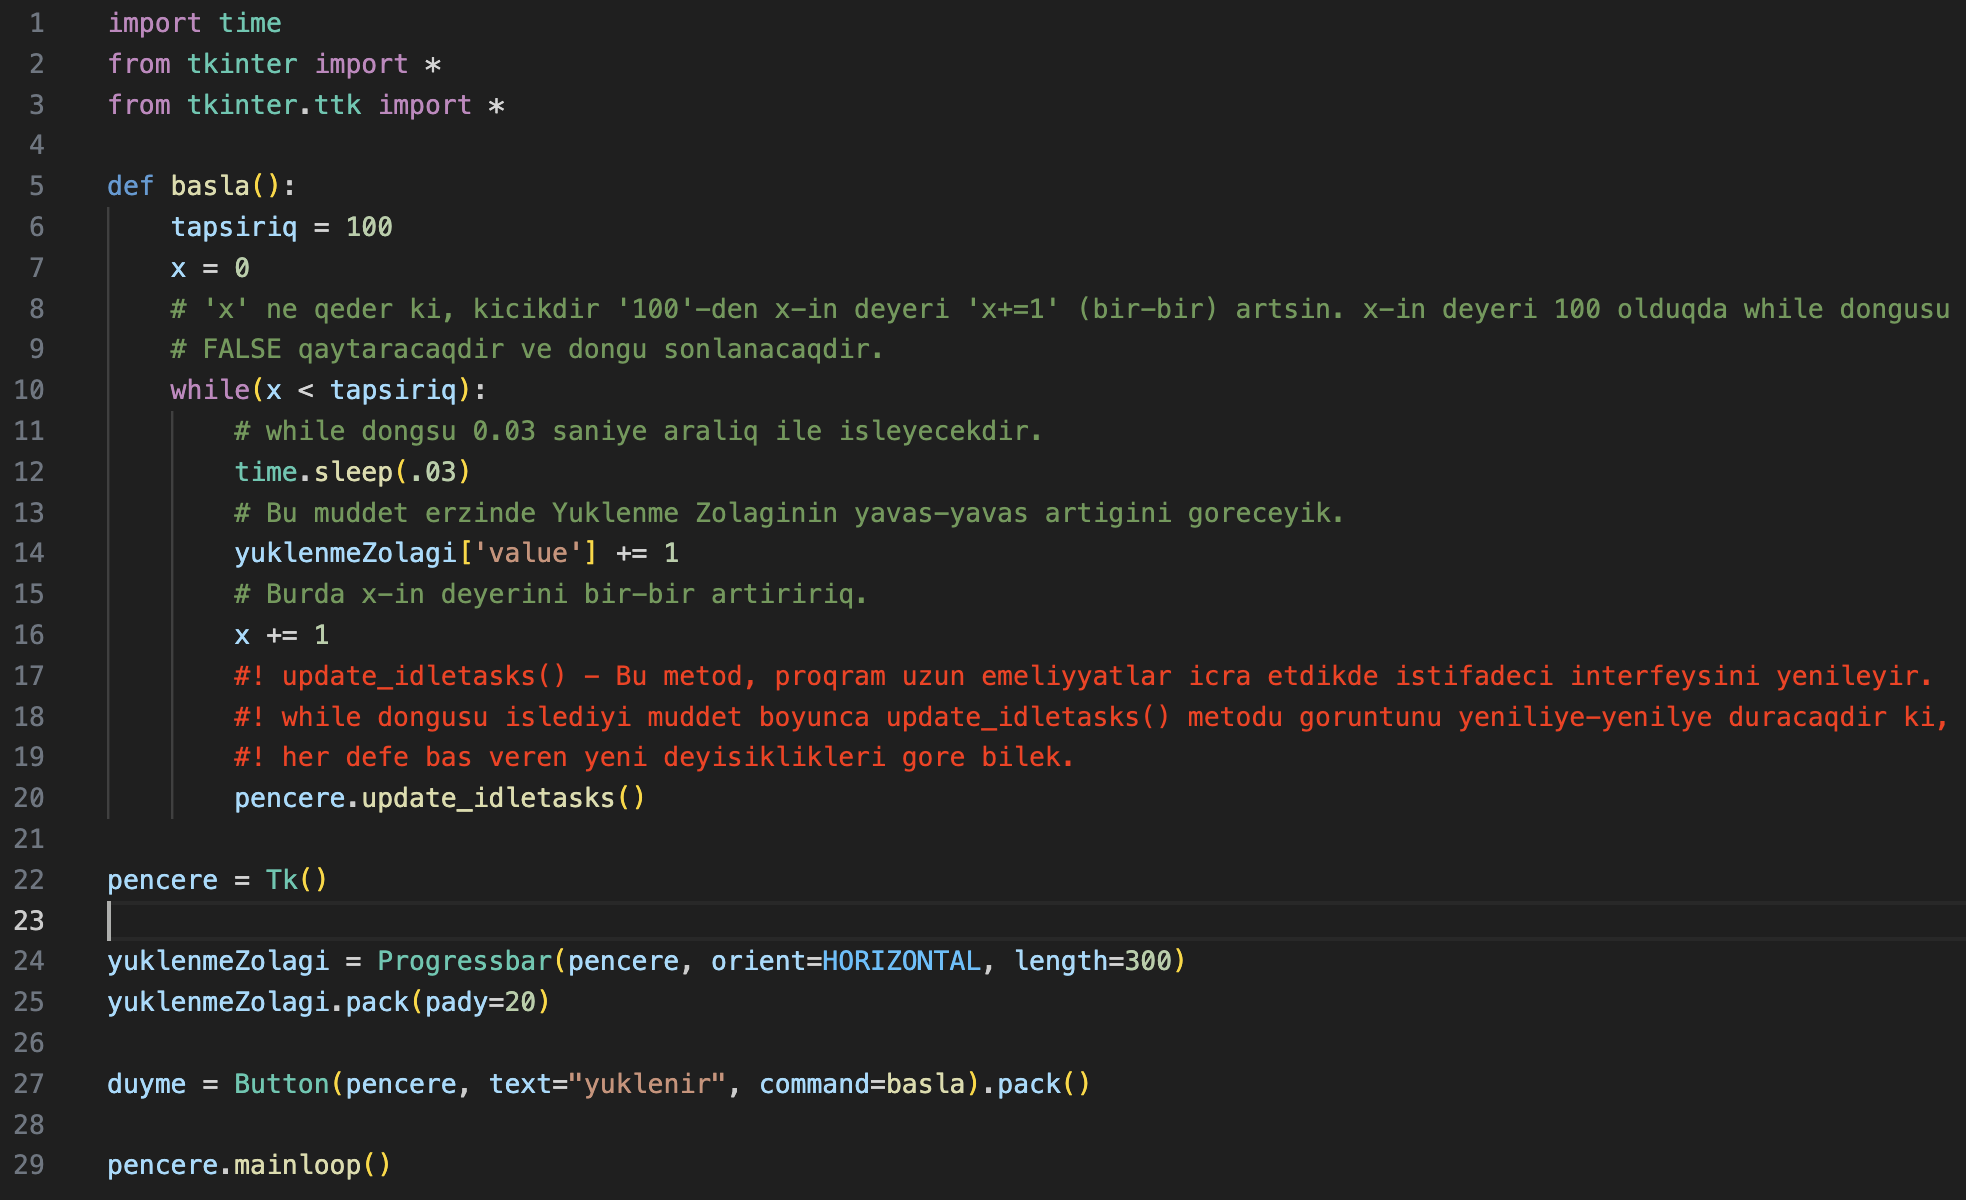 1 import time
2 from tkinter import *
3 from tkinter.ttk import *
4
5 def basla():
6     tapsiriq = 100
7     x = 0
8     # 'x' ne qeder ki, kicikdir '100'-den x-in deyeri 'x+=1' (bir-bir) artsin. x-in deyeri 100 olduqda while dongusu
9     # FALSE qaytaracaqdir ve dongu sonlanacaqdir.
10     while(x < tapsiriq):
11         # while dongsu 0.03 saniye araliq ile isleyecekdir.
12         time.sleep(.03)
13         # Bu muddet erzinde Yuklenme Zolaginin yavas-yavas artigini goreceyik.
14         yuklenmeZolagi['value'] += 1
15         # Burda x-in deyerini bir-bir artiririq.
16         x += 1
17         #! update_idletasks() - Bu metod, proqram uzun emeliyyatlar icra etdikde istifadeci interfeysini yenileyir.
18         #! while dongusu islediyi muddet boyunca update_idletasks() metodu goruntunu yeniliye-yenilye duracaqdir ki,
19         #! her defe bas veren yeni deyisiklikleri gore bilek.
20         pencere.update_idletasks()
21
22 pencere = Tk()
23
24 yuklenmeZolagi = Progressbar(pencere, orient=HORIZONTAL, length=300)
25 yuklenmeZolagi.pack(pady=20)
26
27 duyme = Button(pencere, text="yuklenir", command=basla).pack()
28
29 pencere.mainloop()